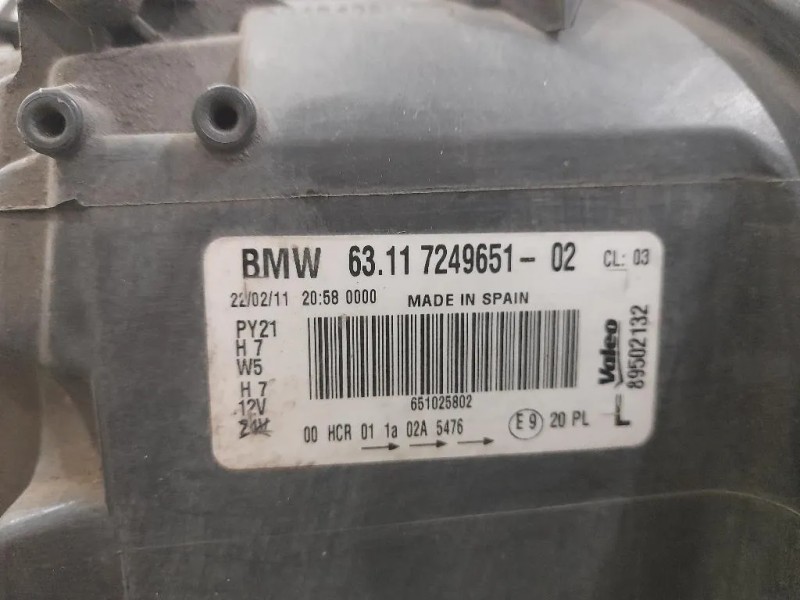 BMW 63.11 7249651-02 CL: 03
22/02/11 20:58 0000 MADE IN SPAIN
PY21
H 7
W5
H 7
12V
24V
651025802
00 HCR 01 1a 02A 5476
E 9 20 PL
Valeo
89502132
L